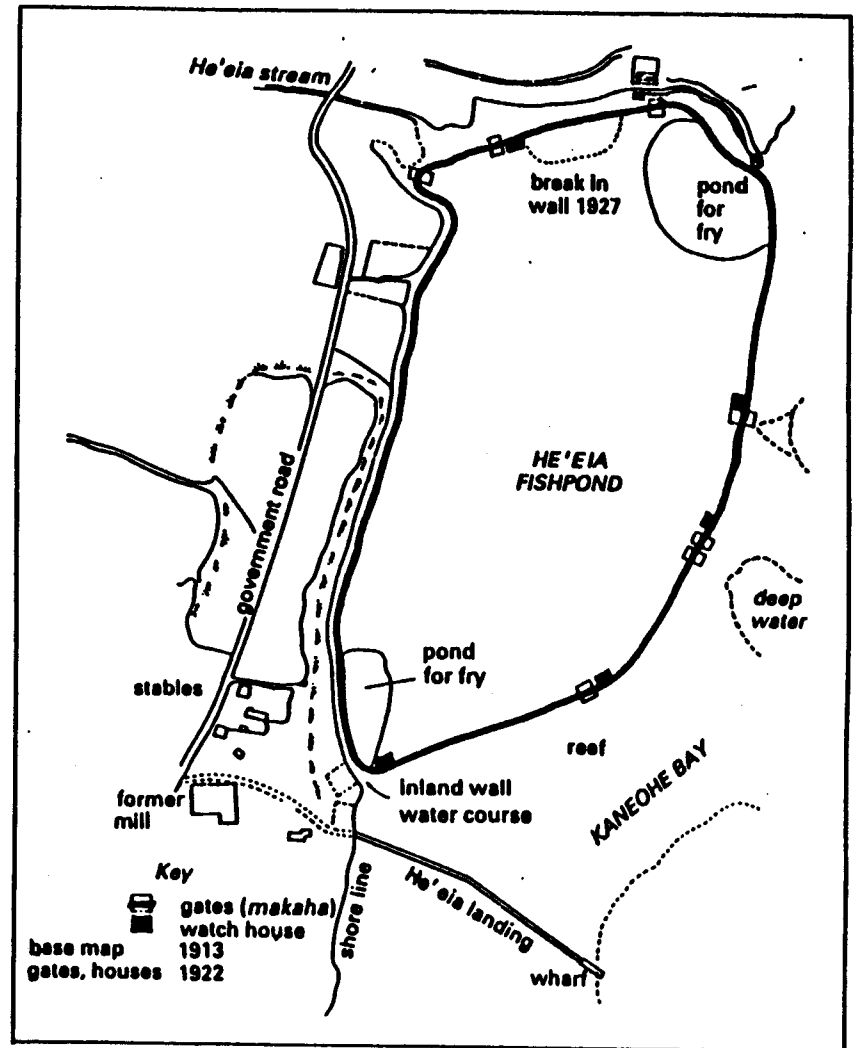 He'eia stream
break in
wall 1927
pond
for
fry
HE'EIA
FISHPOND
government road
deep
water
pond
for fry
stables
reef
KANEOHE BAY
inland wall
water course
former
mill
He'eia landing
shore line
wharf
Key
gates (makaha)
watch house
base map 1913
gates, houses 1922